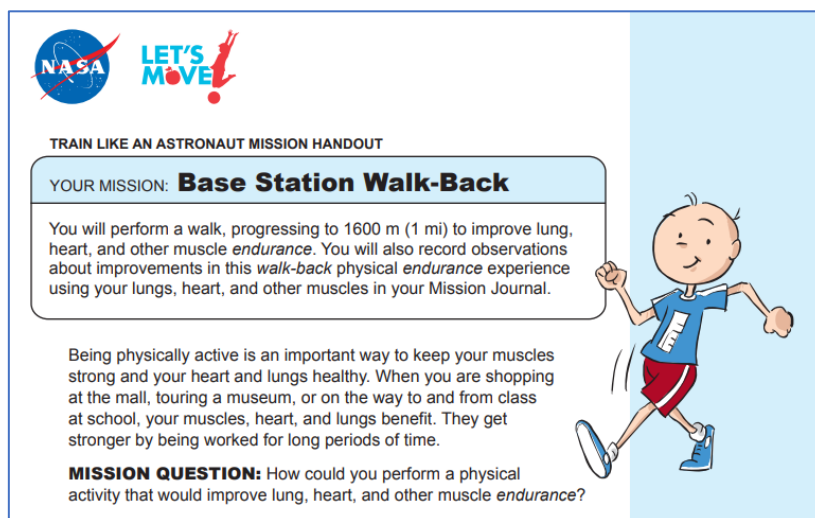 NASA
LET'S
MOVE!
TRAIN LIKE AN ASTRONAUT MISSION HANDOUT
YOUR MISSION: Base Station Walk-Back
You will perform a walk, progressing to 1600 m (1 mi) to improve lung,
heart, and other muscle endurance. You will also record observations
about improvements in this walk-back physical endurance experience
using your lungs, heart, and other muscles in your Mission Journal.
Being physically active is an important way to keep your muscles
strong and your heart and lungs healthy. When you are shopping
at the mall, touring a museum, or on the way to and from class
at school, your muscles, heart, and lungs benefit. They get
stronger by being worked for long periods of time.
MISSION QUESTION: How could you perform a physical
activity that would improve lung, heart, and other muscle endurance?